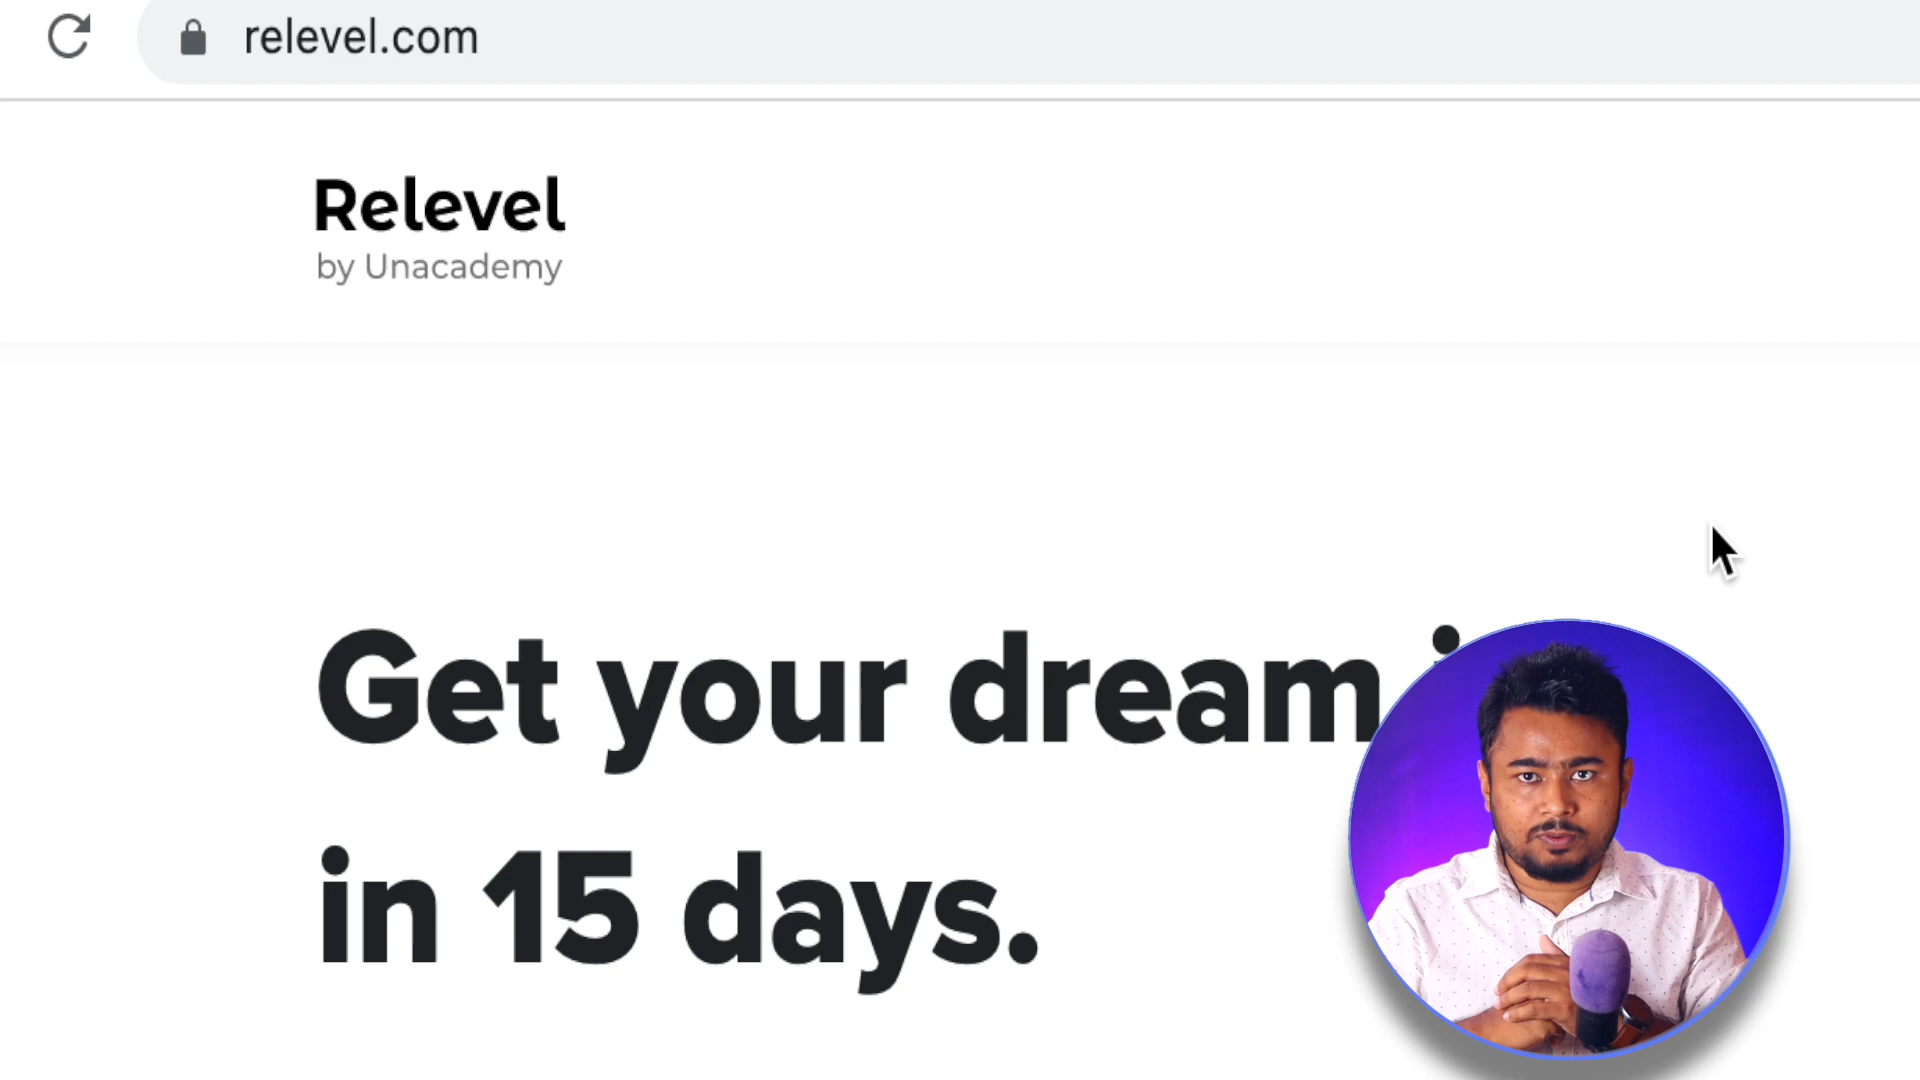 relevel.com
Relevel
by Unacademy
Get your dream
in 15 days.